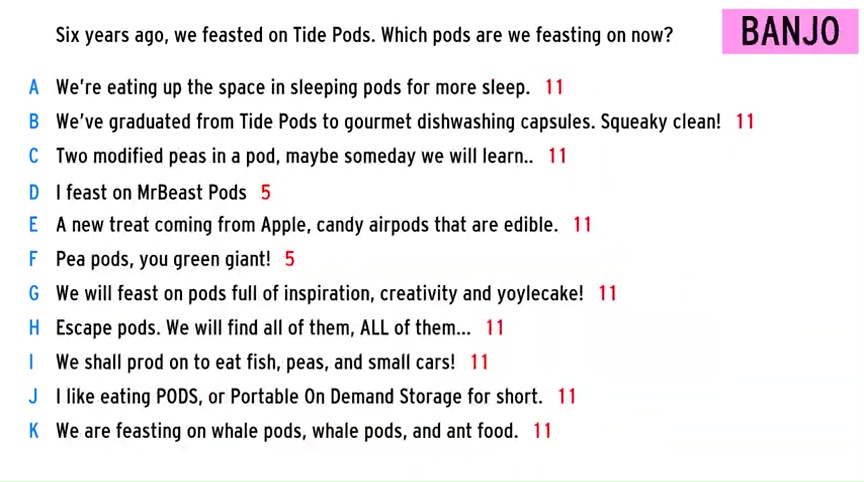 Six years ago, we feasted on Tide Pods. Which pods are we feasting on now?
BANJO
A We're eating up the space in sleeping pods for more sleep. 11
B We've graduated from Tide Pods to gourmet dishwashing capsules. Squeaky clean! 11
C Two modified peas in a pod, maybe someday we will learn.. 11
D I feast on MrBeast Pods 5
E A new treat coming from Apple, candy airpods that are edible. 11
F Pea pods, you green giant! 5
G We will feast on pods full of inspiration, creativity and yoylecake! 11
H Escape pods. We will find all of them, ALL of them... 11
I We shall prod on to eat fish, peas, and small cars! 11
J I like eating PODS, or Portable On Demand Storage for short. 11
K We are feasting on whale pods, whale pods, and ant food. 11